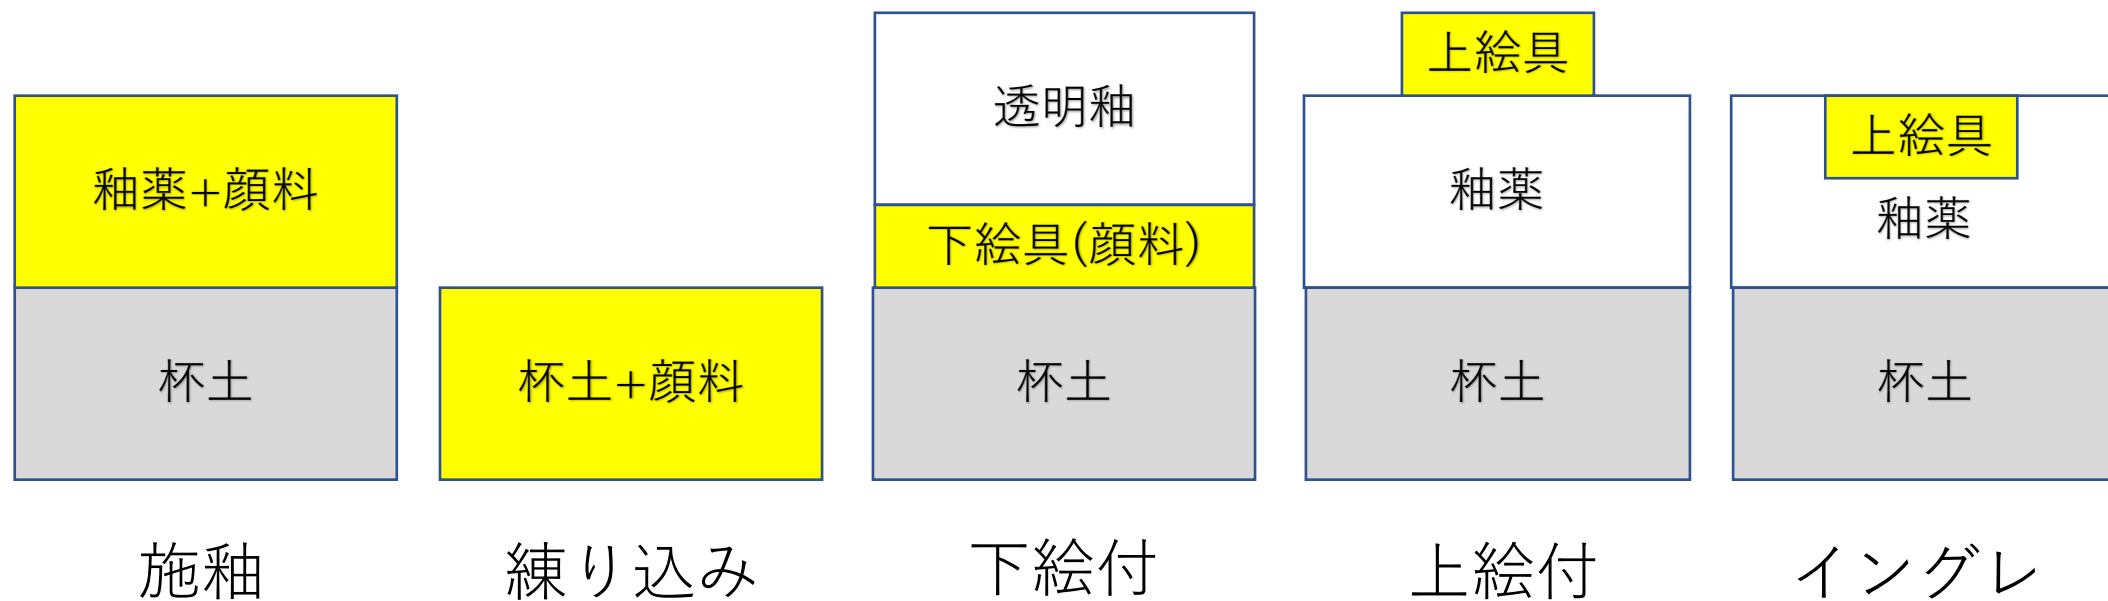 釉薬+顔料
杯土
施釉
杯土+顔料
練り込み
透明釉
下絵具(顔料)
杯土
下絵付
上絵具
釉薬
杯土
上絵付
上絵具
釉薬
杯土
イングレ